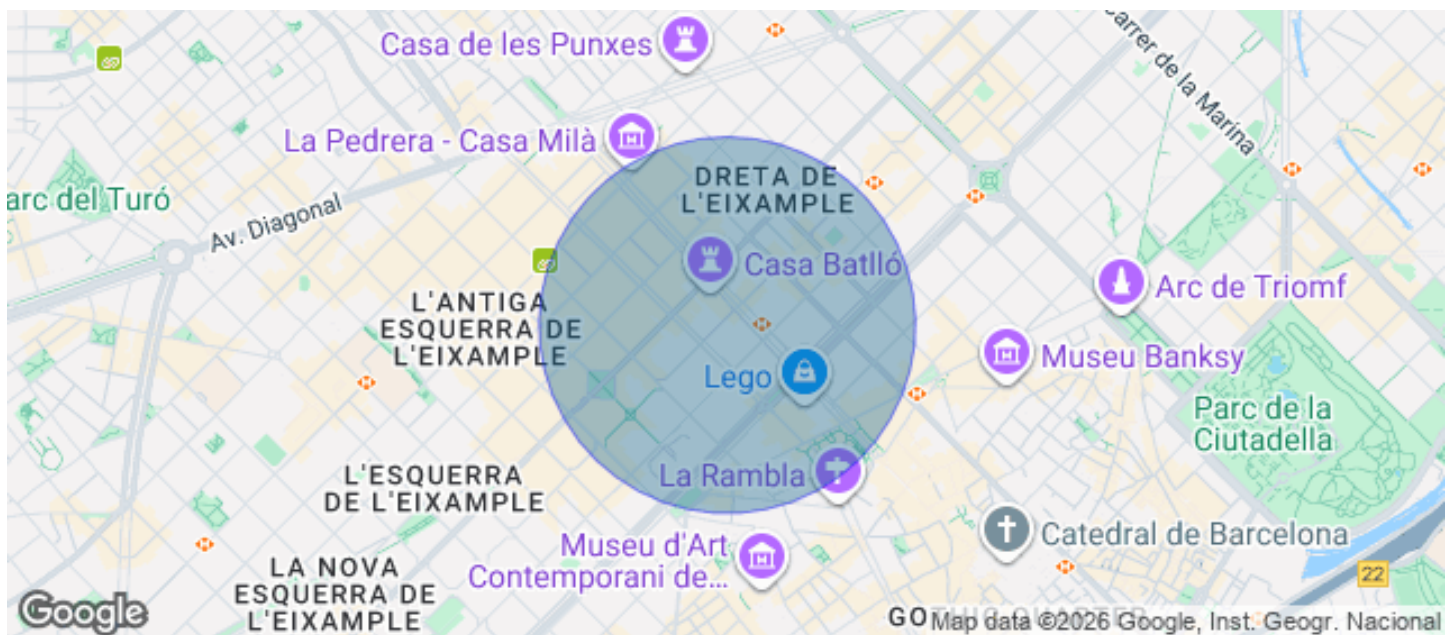 Casa de les Punxes
Carrer de la Marina
La Pedrera - Casa Milà
DRETA DE
L'EIXAMPLE
arc del Turó
Av. Diagonal
Casa Batlló
Arc de Triomf
L'ANTIGA
ESQUERRA DE
L'EIXAMPLE
Museu Banksy
Lego
Parc de la
Ciutadella
La Rambla
L'ESQUERRA
DE L'EIXAMPLE
Catedral de Barcelona
Museu d'Art
Contemporani de...
22
LA NOVA
ESQUERRA DE
L'EIXAMPLE
Google
GOTHIC QUARTER
Map data ©2026 Google, Inst. Geogr. Nacional